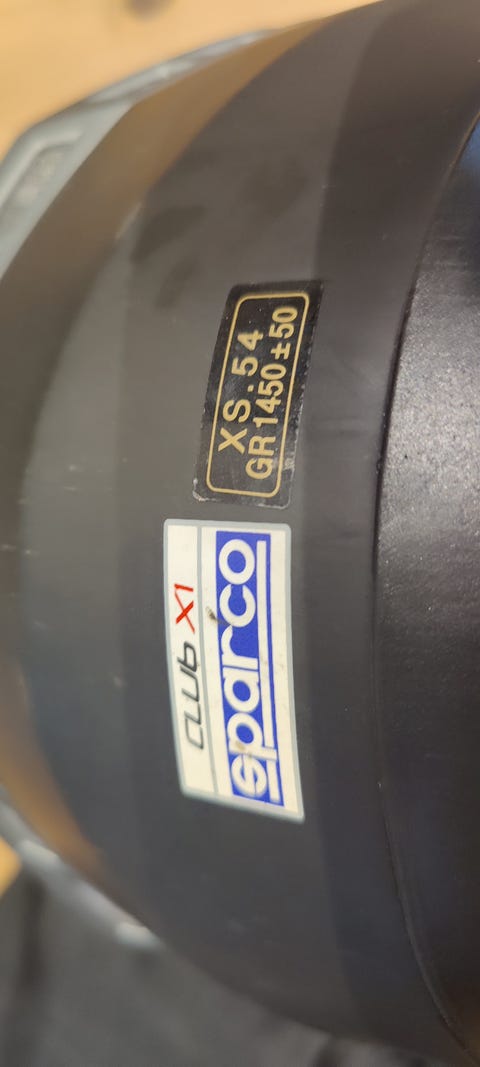 CLUB X1
sparco
XS.54
GR 1450±50